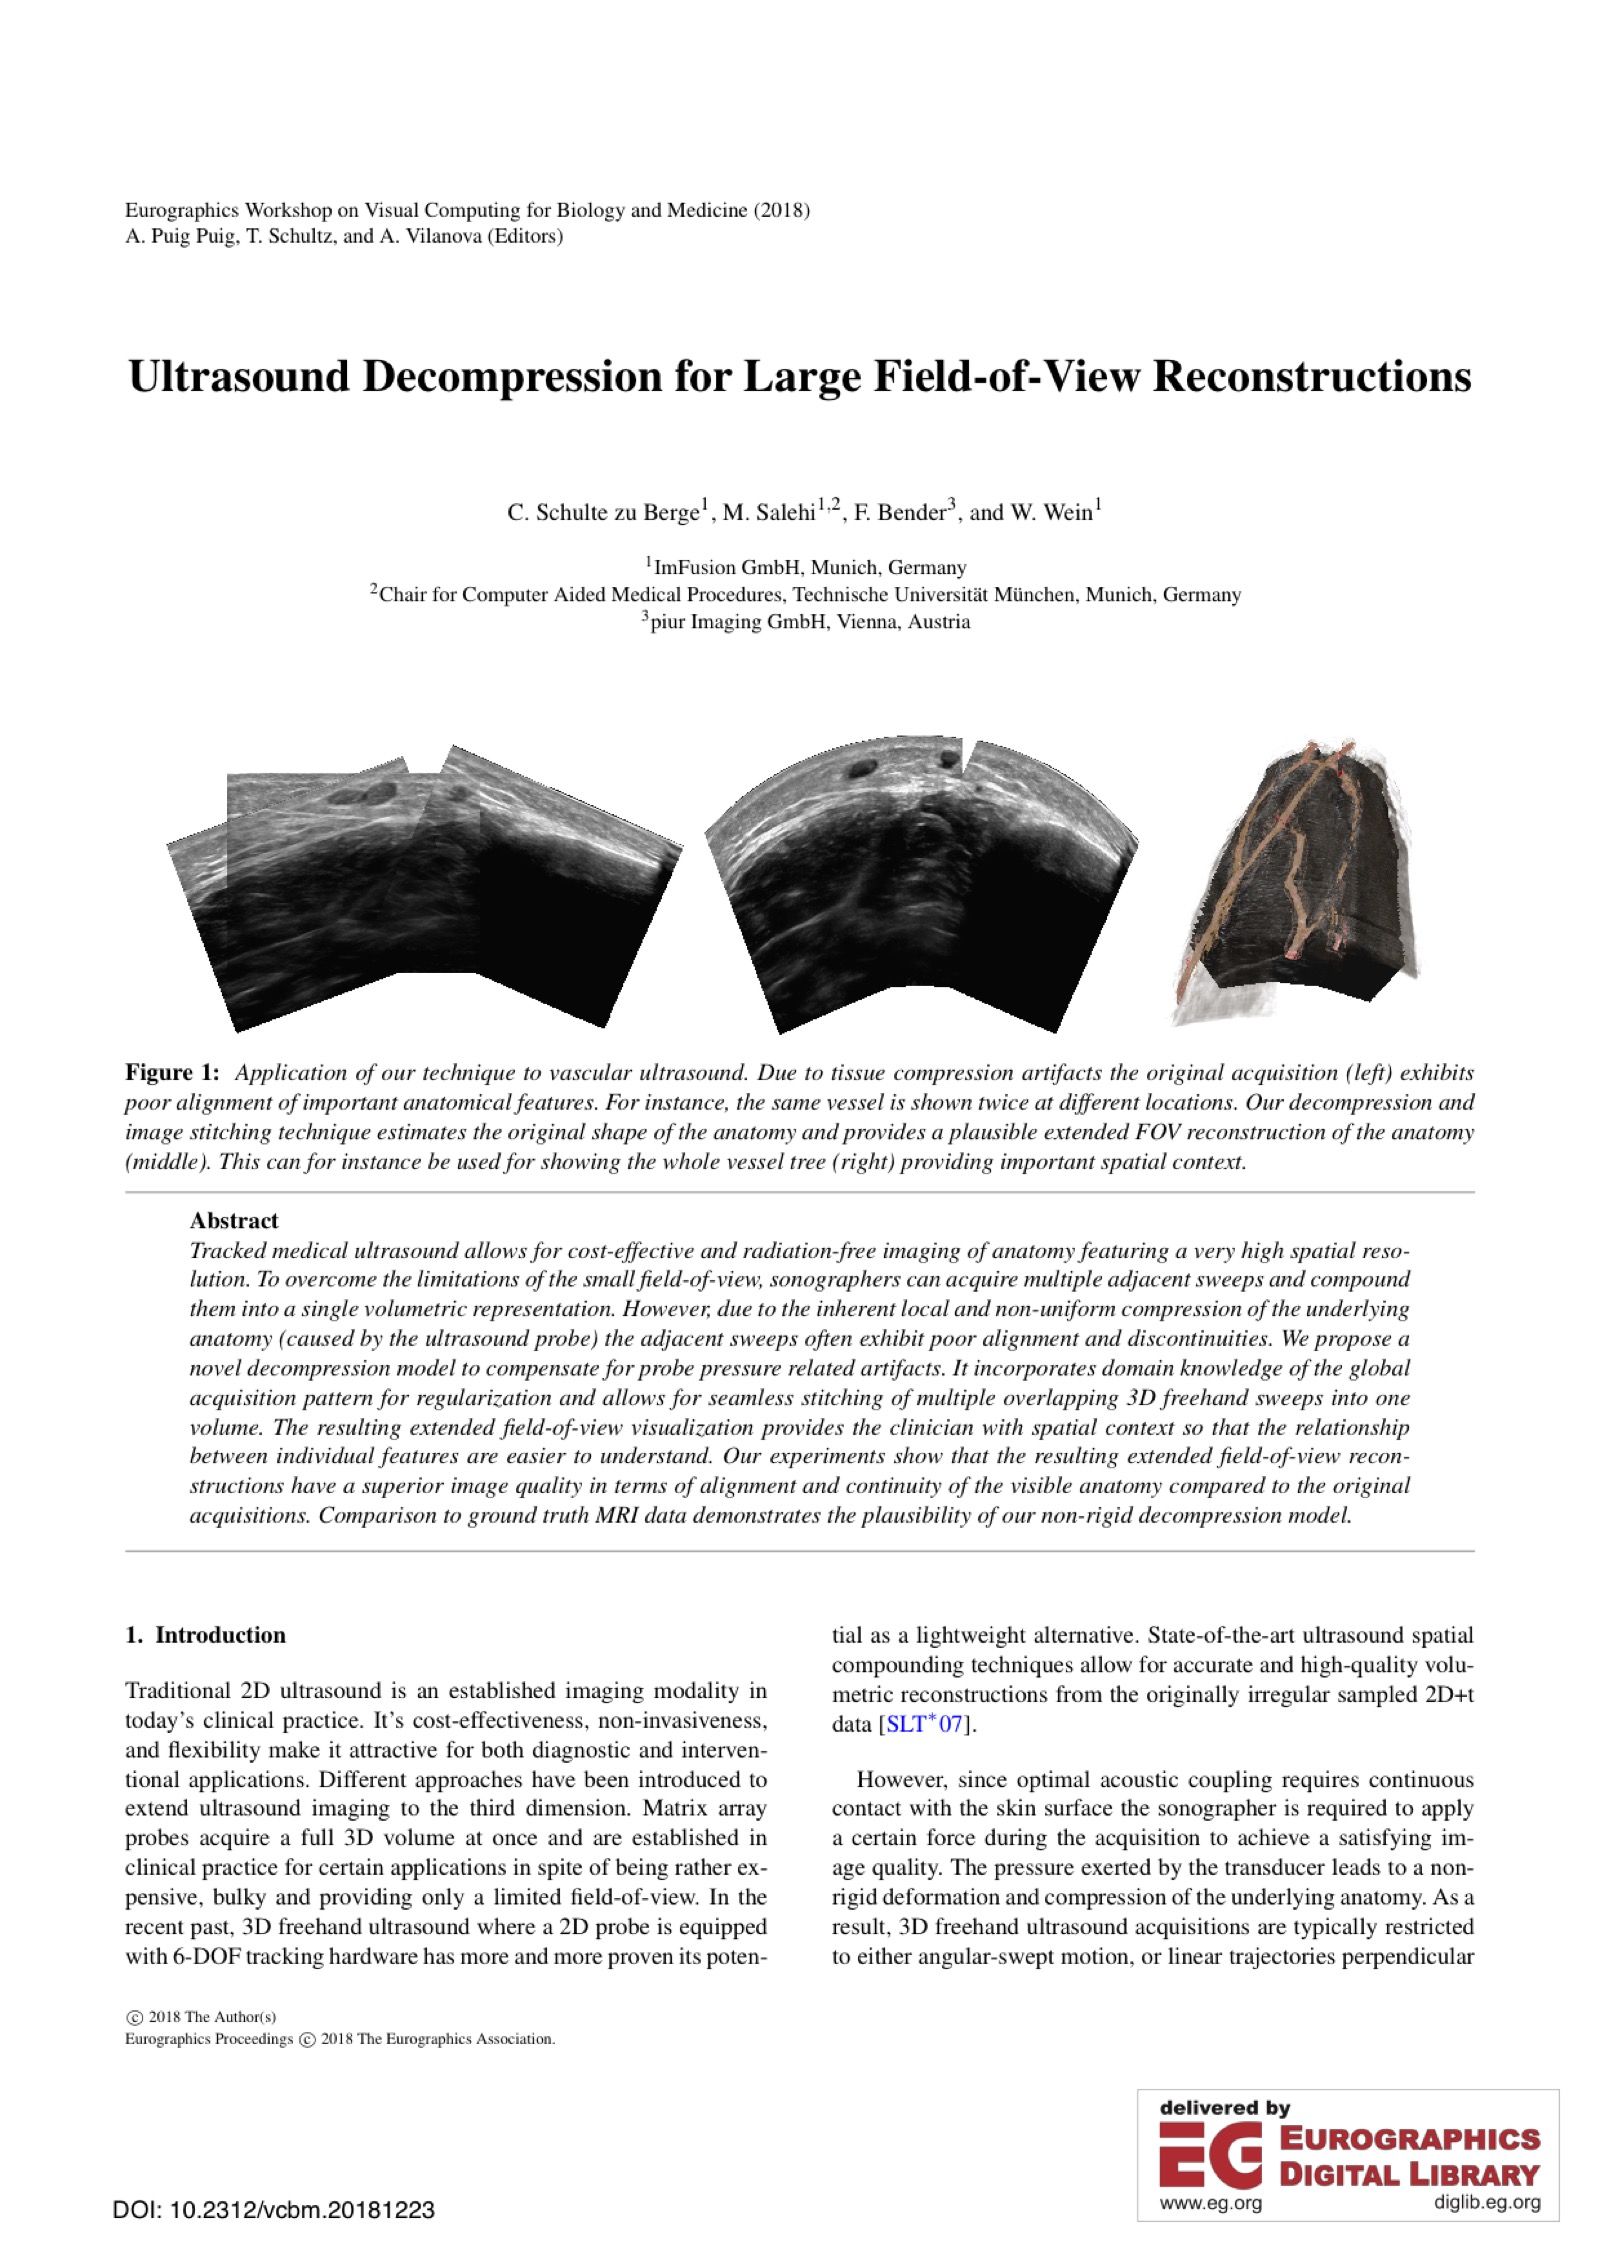 Eurographics Workshop on Visual Computing for Biology and Medicine (2018)
A. Puig Puig, T. Schultz, and A. Vilanova (Editors)
Ultrasound Decompression for Large Field-of-View Reconstructions
C. Schulte zu Berge1, M. Salehi1,2, F. Bender3, and W. Wein1
1ImFusion GmbH, Munich, Germany
2Chair for Computer Aided Medical Procedures, Technische Universität München, Munich, Germany
3piur Imaging GmbH, Vienna, Austria
Figure 1: Application of our technique to vascular ultrasound. Due to tissue compression artifacts the original acquisition (left) exhibits
poor alignment of important anatomical features. For instance, the same vessel is shown twice at different locations. Our decompression and
image stitching technique estimates the original shape of the anatomy and provides a plausible extended FOV reconstruction of the anatomy
(middle). This can for instance be used for showing the whole vessel tree (right) providing important spatial context.
Abstract
Tracked medical ultrasound allows for cost-effective and radiation-free imaging of anatomy featuring a very high spatial reso-
lution. To overcome the limitations of the small field-of-view, sonographers can acquire multiple adjacent sweeps and compound
them into a single volumetric representation. However, due to the inherent local and non-uniform compression of the underlying
anatomy (caused by the ultrasound probe) the adjacent sweeps often exhibit poor alignment and discontinuities. We propose a
novel decompression model to compensate for probe pressure related artifacts. It incorporates domain knowledge of the global
acquisition pattern for regularization and allows for seamless stitching of multiple overlapping 3D freehand sweeps into one
volume. The resulting extended field-of-view visualization provides the clinician with spatial context so that the relationship
between individual features are easier to understand. Our experiments show that the resulting extended field-of-view recon-
structions have a superior image quality in terms of alignment and continuity of the visible anatomy compared to the original
acquisitions. Comparison to ground truth MRI data demonstrates the plausibility of our non-rigid decompression model.
1. Introduction
Traditional 2D ultrasound is an established imaging modality in
today's clinical practice. It's cost-effectiveness, non-invasiveness,
and flexibility make it attractive for both diagnostic and interven-
tional applications. Different approaches have been introduced to
extend ultrasound imaging to the third dimension. Matrix array
probes acquire a full 3D volume at once and are established in
clinical practice for certain applications in spite of being rather ex-
pensive, bulky and providing only a limited field-of-view. In the
recent past, 3D freehand ultrasound where a 2D probe is equipped
with 6-DOF tracking hardware has more and more proven its poten-
tial as a lightweight alternative. State-of-the-art ultrasound spatial
compounding techniques allow for accurate and high-quality volu-
metric reconstructions from the originally irregular sampled 2D+t
data [SLT*07].
However, since optimal acoustic coupling requires continuous
contact with the skin surface the sonographer is required to apply
a certain force during the acquisition to achieve a satisfying im-
age quality. The pressure exerted by the transducer leads to a non-
rigid deformation and compression of the underlying anatomy. As a
result, 3D freehand ultrasound acquisitions are typically restricted
to either angular-swept motion, or linear trajectories perpendicular
© 2018 The Author(s)
Eurographics Proceedings © 2018 The Eurographics Association.
delivered by
EG EUROGRAPHICS
DIGITAL LIBRARY
www.eg.org diglib.eg.org
DOI: 10.2312/vcbm.20181223